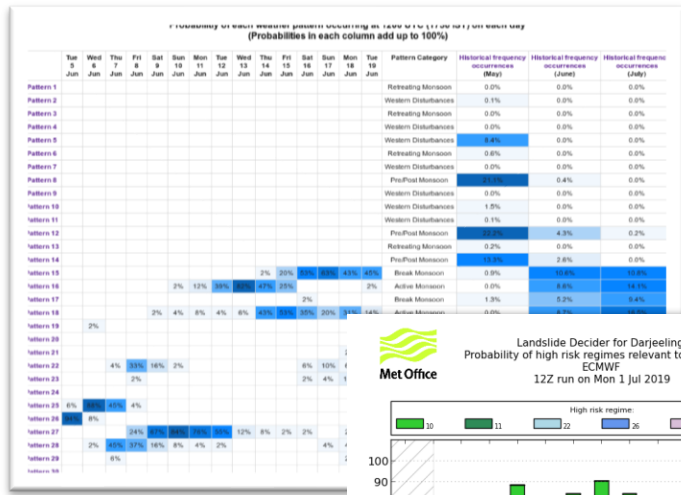 Probability of each weather pattern occurring at 1200 UTC (1730 IST) on each day
(Probabilities in each column add up to 100%)
Tue 5 Jun Wed 6 Jun Thu 7 Jun Fri 8 Jun Sat 9 Jun Sun 10 Jun Mon 11 Jun Tue 12 Jun Wed 13 Jun Thu 14 Jun Fri 15 Jun Sat 16 Jun Sun 17 Jun Mon 18 Jun Tue 19 Jun Pattern Category Historical frequency occurrences (May) Historical frequency occurrences (June) Historical frequency occurrences (July)
Pattern 1 Retreating Monsoon 0.0% 0.0% 0.0%
Pattern 2 Western Disturbances 0.1% 0.0% 0.0%
Pattern 3 Retreating Monsoon 0.0% 0.0% 0.0%
Pattern 4 Western Disturbances 0.0% 0.0% 0.0%
Pattern 5 Western Disturbances 8.4% 0.0% 0.0%
Pattern 6 Retreating Monsoon 0.6% 0.0% 0.0%
Pattern 7 Western Disturbances 0.0% 0.0% 0.0%
Pattern 8 Pre/Post Monsoon 21.1% 0.4% 0.0%
Pattern 9 Western Disturbances 0.0% 0.0% 0.0%
Pattern 10 Western Disturbances 1.5% 0.0% 0.0%
Pattern 11 Western Disturbances 0.1% 0.0% 0.0%
Pattern 12 Pre/Post Monsoon 22.2% 4.3% 0.2%
Pattern 13 Retreating Monsoon 0.2% 0.0% 0.0%
Pattern 14 Pre/Post Monsoon 2.6% 0.0%
Pattern 15 2% 20% 43% 45% Break Monsoon 0.9% 10.6% 10.8%
Pattern 16 2% 12% 39% 47% 25% 2% Active Monsoon 0.0% 8.8%
Pattern 17 2% Break Monsoon 1.3% 5.2% 5.4%
Pattern 18 2% 4% 8% 4% 6% 43% 35% 20% 31% 14% Active Monsoon 0.0%
Pattern 19 2%
Pattern 20
Pattern 21
Pattern 22 4% 33% 16% 2% 6% 10%
Pattern 23 2% 2% 4%
Pattern 24
Pattern 25 6% 45% 4%
Pattern 26 8%
Pattern 27 24% 12% 8% 2% 2%
Pattern 28 2% 45% 37% 16% 8% 4% 2% 4%
Pattern 29 6%
Pattern 30
Met Office
Landslide Decider for Darjeeling
Probability of high risk regimes relevant to
ECMWF
12Z run on Mon 1 Jul 2019
High risk regime:
10 11 22 26
100
90